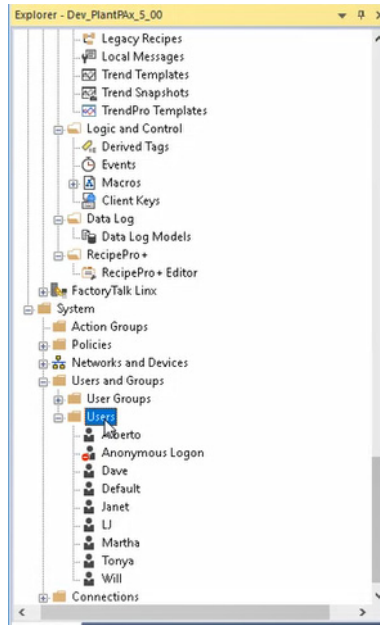 Explorer - Dev_PlantPAx_5_00
Legacy Recipes
Local Messages
Trend Templates
Trend Snapshots
TrendPro Templates
Logic and Control
Derived Tags
Events
Macros
Client Keys
Data Log
Data Log Models
RecipePro+
RecipePro+ Editor
FactoryTalk Linx
System
Action Groups
Policies
Networks and Devices
Users and Groups
User Groups
Users
Alberto
Anonymous Logon
Dave
Default
Janet
LJ
Martha
Tonya
Will
Connections